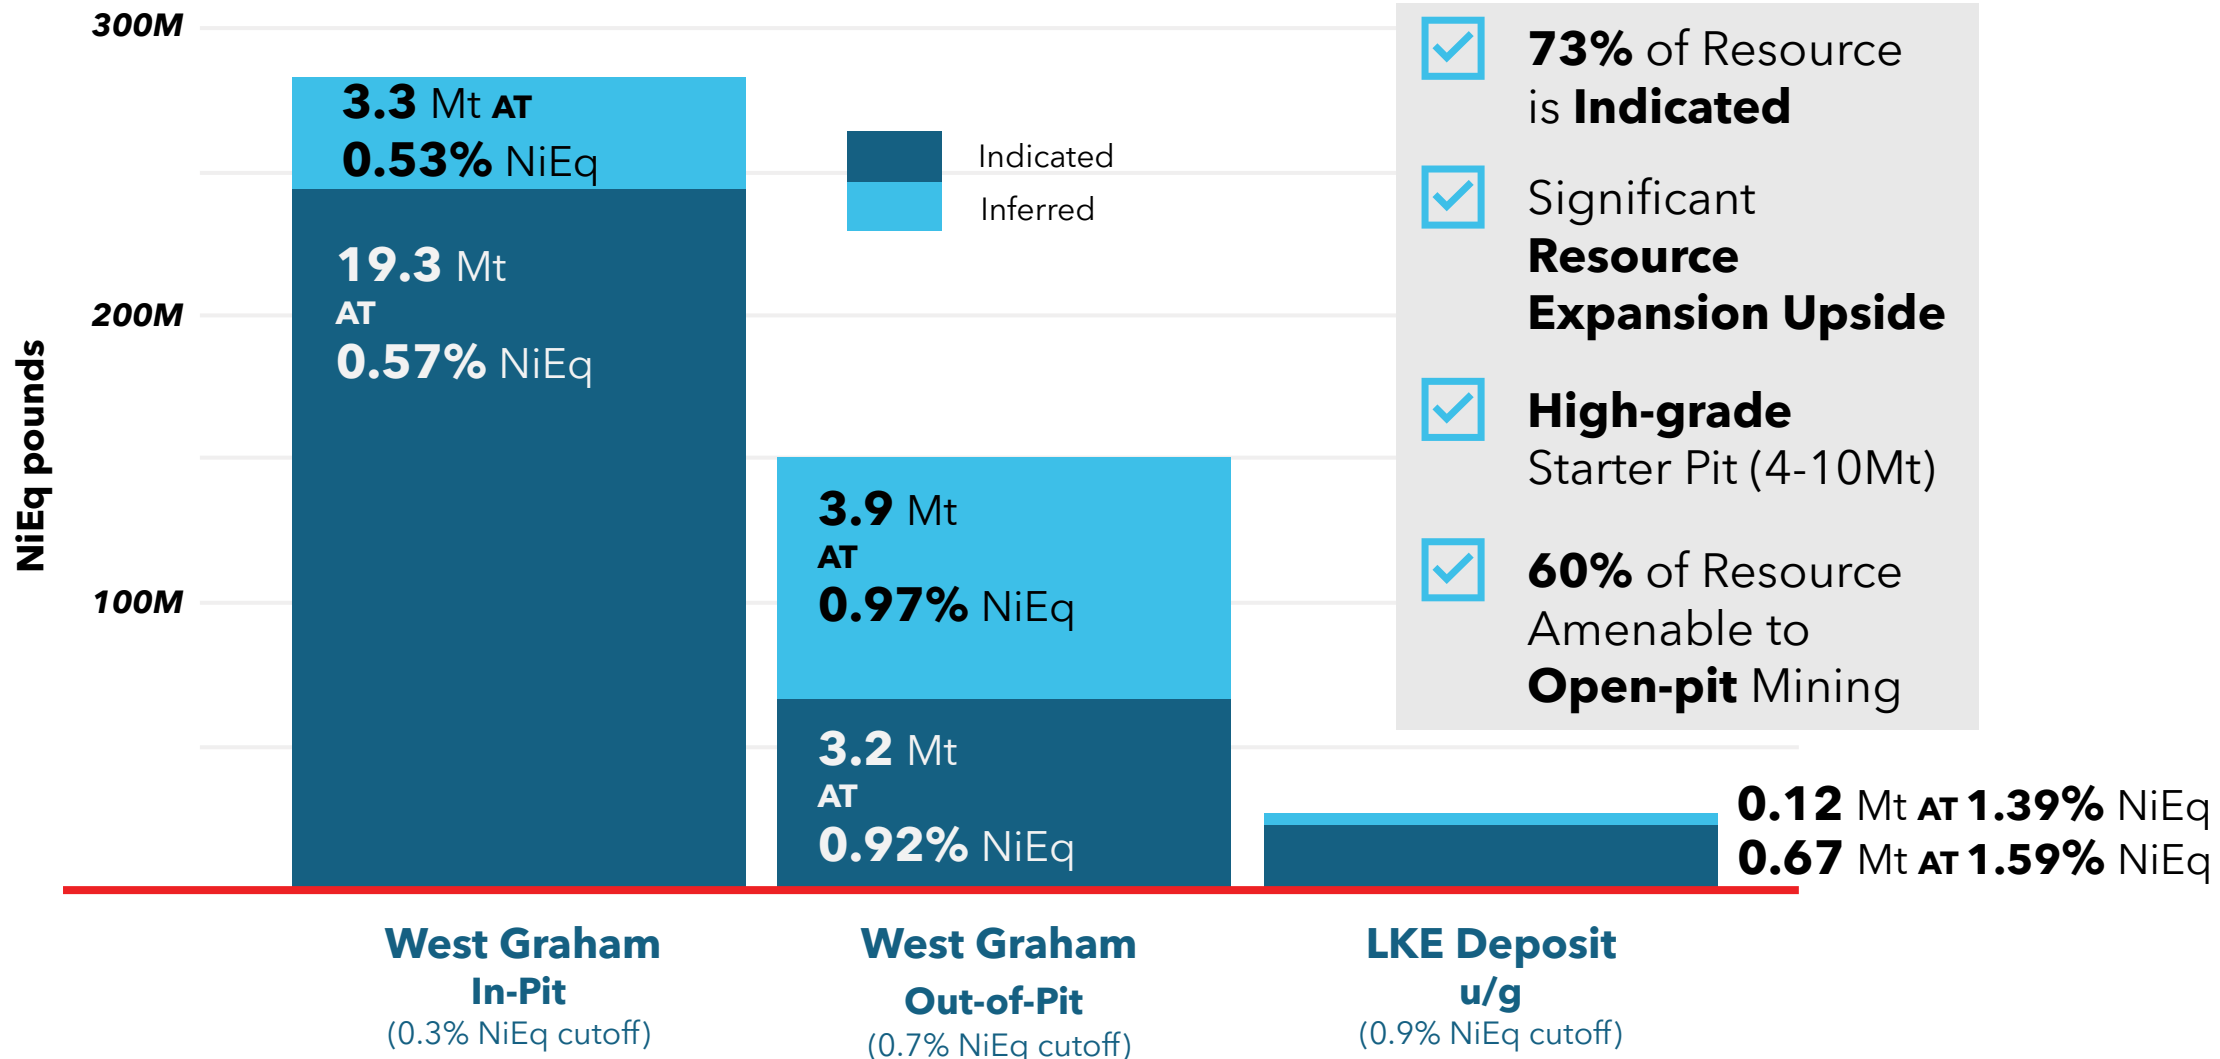 300M
200M
100M
NiEq pounds
3.3 Mt AT
0.53% NiEq
19.3 Mt
AT
0.57% NiEq
Indicated
Inferred
3.9 Mt
AT
0.97% NiEq
3.2 Mt
AT
0.92% NiEq
0.12 Mt AT 1.39% NiEq
0.67 Mt AT 1.59% NiEq
73% of Resource
is Indicated
Significant
Resource
Expansion Upside
High-grade
Starter Pit (4-10Mt)
60% of Resource
Amenable to
Open-pit Mining
West Graham
In-Pit
(0.3% NiEq cutoff)
West Graham
Out-of-Pit
(0.7% NiEq cutoff)
LKE Deposit
u/g
(0.9% NiEq cutoff)